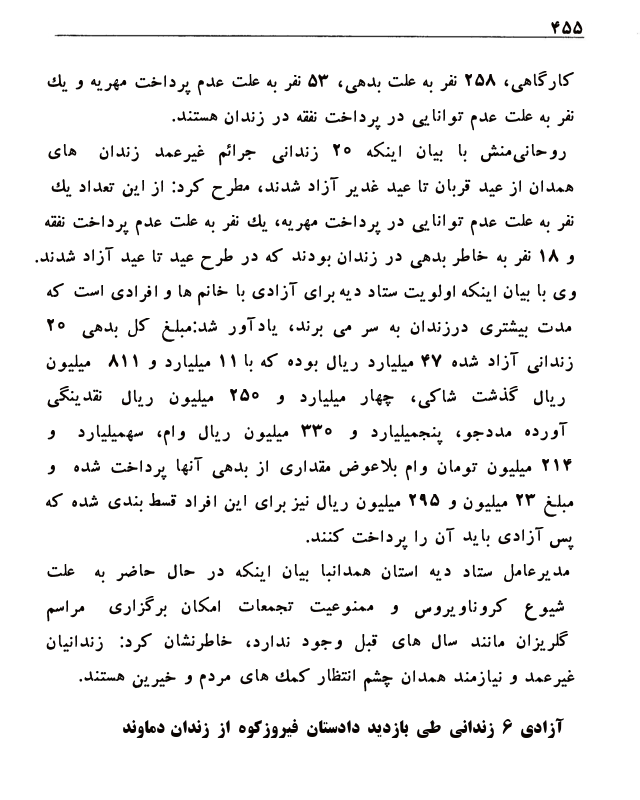 ۴۵۵
کارگاهی، ۲۵۸ نفر به علت بدهی، ۵۳ نفر به علت عدم پرداخت مهریه و یك
نفر به علت عدم توانایی در پرداخت نفقه در زندان هستند.
روحانی‌منش با بیان اینکه ۲۰ زندانی جرائم غیرعمد زندان های
همدان از عید قربان تا عید غدیر آزاد شدند، مطرح کرد: از این تعداد یك
نفر به علت عدم توانایی در پرداخت مهریه، یك نفر به علت عدم پرداخت نفقه
و ۱۸ نفر به خاطر بدهی در زندان بودند که در طرح عید تا عید آزاد شدند.
وی با بیان اینکه اولویت ستاد دیه برای آزادی با خانم ها و افرادی است که
مدت بیشتری درزندان به سر می برند، یادآور شد:مبلغ کل بدهی ۲۰
زندانی آزاد شده ۴۷ میلیارد ریال بوده که با ۱۱ میلیارد و ۸۱۱ میلیون
ریال گذشت شاکی، چهار میلیارد و ۲۵۰ میلیون ریال نقدینگی
آورده مددجو، پنجمیلیارد و ۳۳۰ میلیون ریال وام، سهمیلیارد و
۲۱۴ میلیون تومان وام بلاعوض مقداری از بدهی آنها پرداخت شده و
مبلغ ۲۳ میلیون و ۲۹۵ میلیون ریال نیز برای این افراد قسط بندی شده که
پس آزادی باید آن را پرداخت کنند.
مدیرعامل ستاد دیه استان همدانبا بیان اینکه در حال حاضر به علت
شیوع کروناویروس و ممنوعیت تجمعات امکان برگزاری مراسم
گلریزان مانند سال های قبل وجود ندارد، خاطرنشان کرد: زندانیان
غیرعمد و نیازمند همدان چشم انتظار کمك های مردم و خیرین هستند.
آزادی ۶ زندانی طی بازدید دادستان فیروزکوه از زندان دماوند